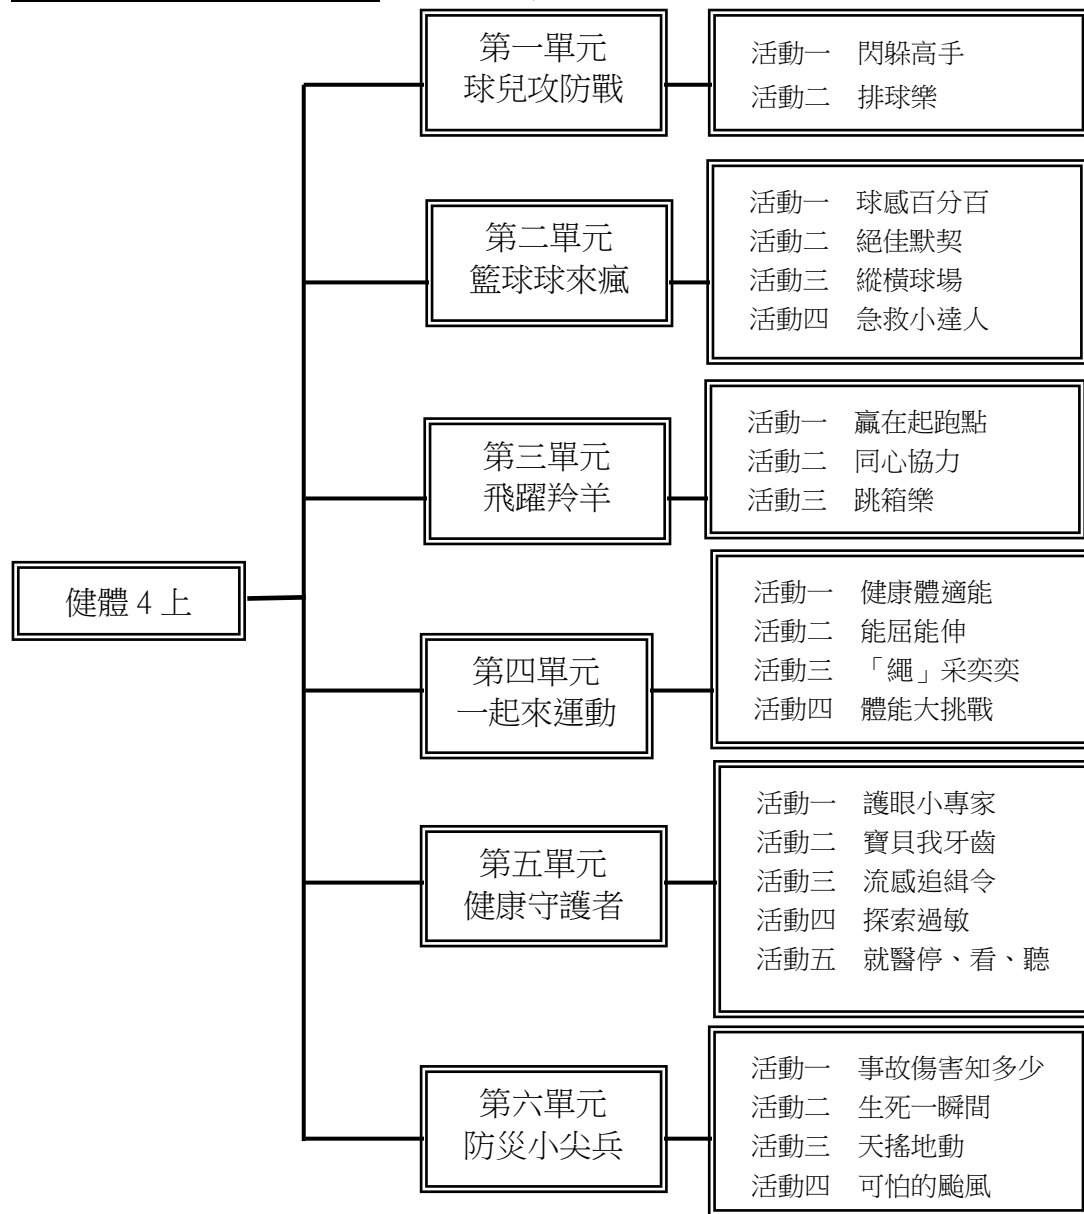 健體 4 上
第一單元
球兒攻防戰
活動一　閃躲高手
活動二　排球樂
第二單元
籃球球來瘋
活動一　球感百分百
活動二　絕佳默契
活動三　縱橫球場
活動四　急救小達人
第三單元
飛躍羚羊
活動一　贏在起跑點
活動二　同心協力
活動三　跳箱樂
第四單元
一起來運動
活動一　健康體適能
活動二　能屈能伸
活動三　「繩」采奕奕
活動四　體能大挑戰
第五單元
健康守護者
活動一　護眼小專家
活動二　寶貝我牙齒
活動三　流感追緝令
活動四　探索過敏
活動五　就醫停、看、聽
第六單元
防災小尖兵
活動一　事故傷害知多少
活動二　生死一瞬間
活動三　天搖地動
活動四　可怕的颱風